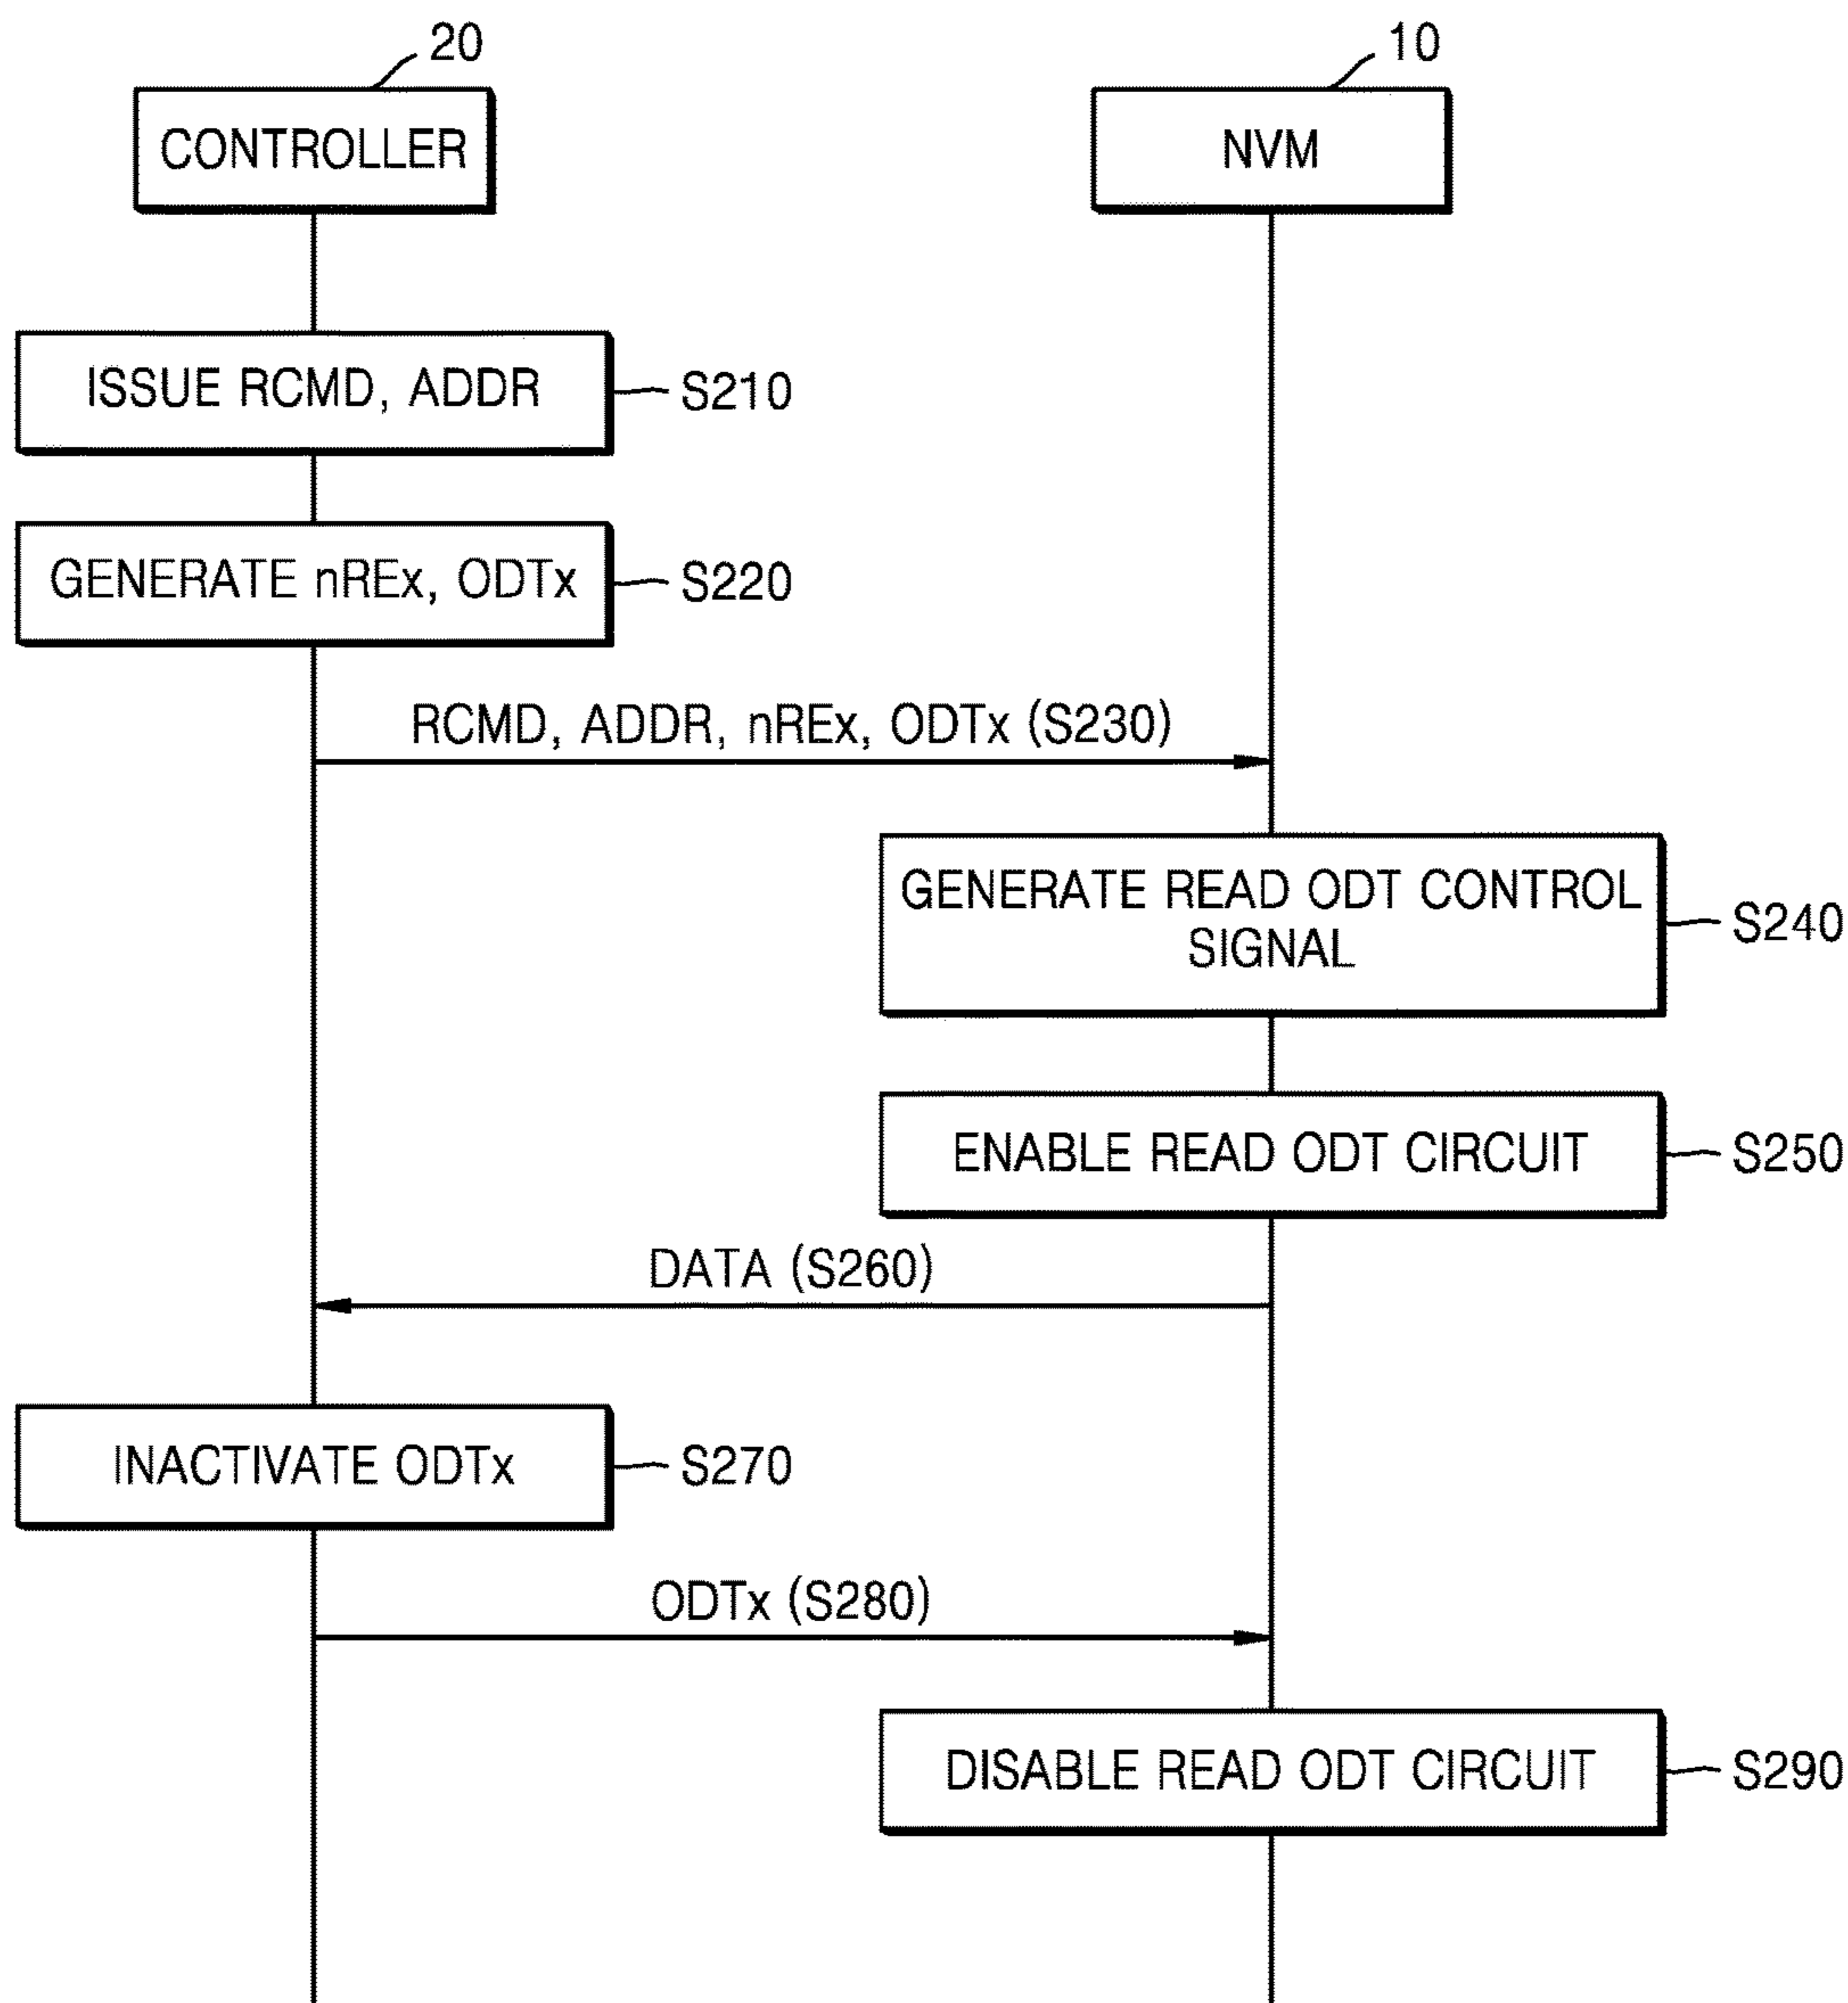 20
10
CONTROLLER
NVM
ISSUE RCMD, ADDR
S210
GENERATE nREx, ODTx
S220
RCMD, ADDR, nREx, ODTx (S230)
GENERATE READ ODT CONTROL
SIGNAL
S240
ENABLE READ ODT CIRCUIT
S250
DATA (S260)
INACTIVATE ODTx
S270
ODTx (S280)
DISABLE READ ODT CIRCUIT
S290